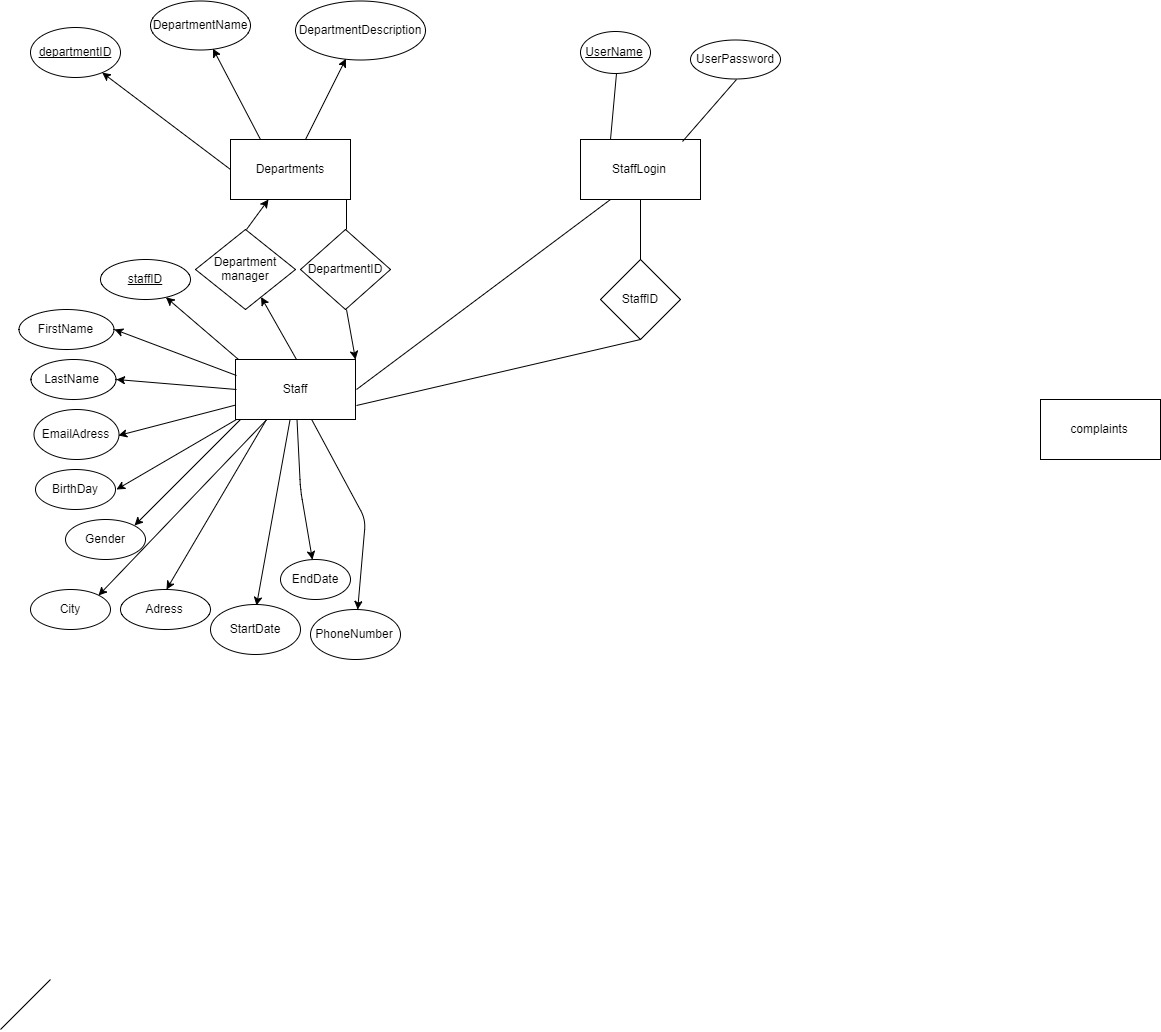 DepartmentName
DepartmentDescription
departmentID
UserName
UserPassword
Departments
StaffLogin
Department
manager
DepartmentID
staffID
StaffID
FirstName
LastName
Staff
EmailAdress
complaints
BirthDay
Gender
EndDate
City
Adress
StartDate
PhoneNumber